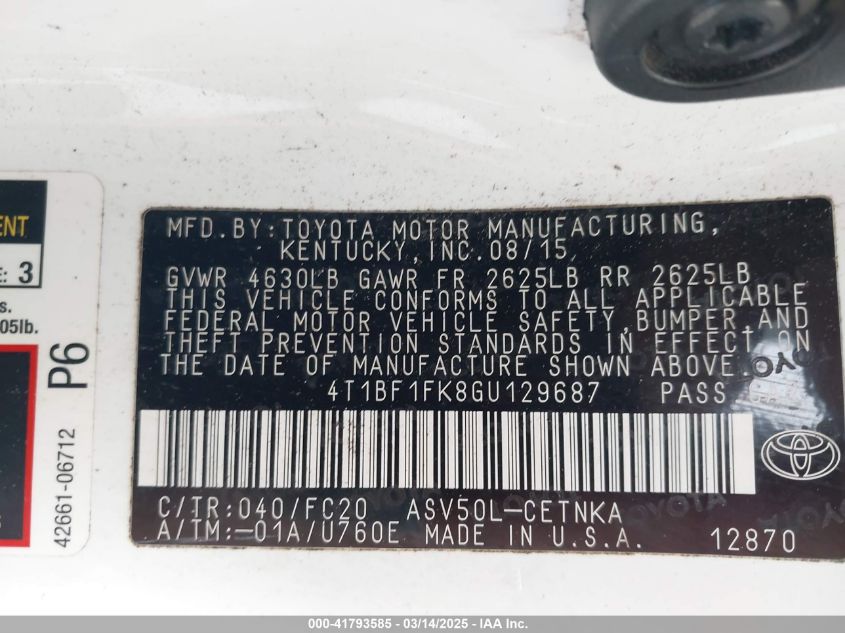 MFD.BY:TOYOTA MOTOR MANUFACTURING,
KENTUCKY,INC.08/15
GVWR 4630LB GAWR FR 2625LB RR 2625LB
THIS VEHICLE CONFORMS TO ALL APPLICABLE
FEDERAL MOTOR VEHICLE SAFETY,BUMPER,AND
THEFT PREVENTION STANDARDS IN EFFECT ON
THE DATE OF MANUFACTURE SHOWN ABOVE.
4T1BF1FK8GU129687 PASS
C/TR:040/FC20 ASV50L-CETNKA
A/TM:-01A/U760E MADE IN U.S.A. 12870
ENT
E: 3
s.
05lb.
P6
42661-06712
TOYOTA
000-41793585 - 03/14/2025 - IAA Inc.